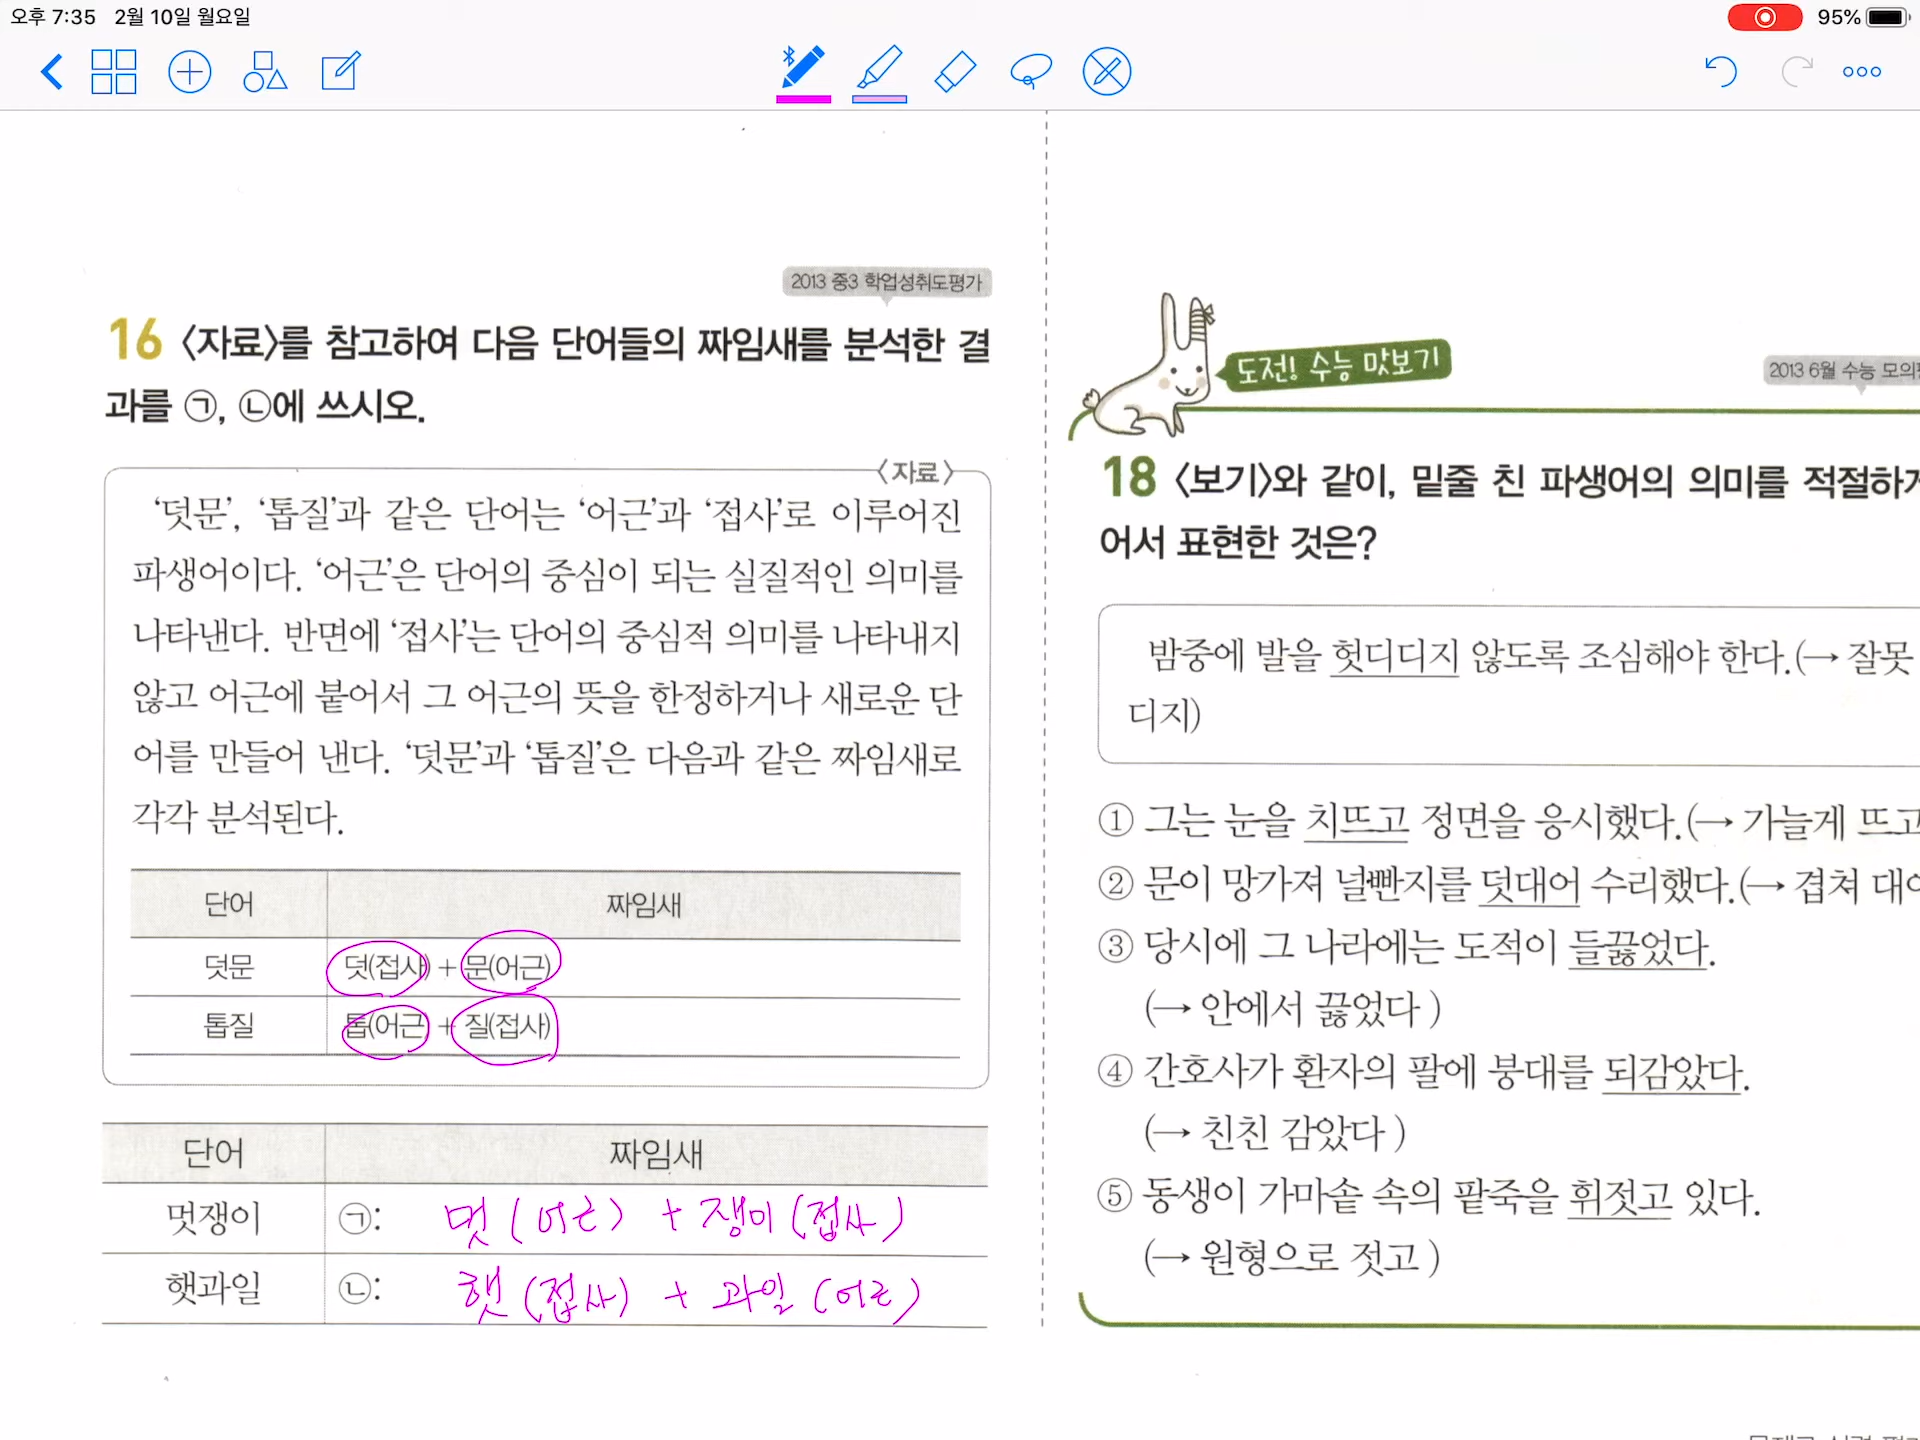 오후 7:35 2월 10일 월요일
95%
2013 중3 학업성취도평가
16 〈자료〉를 참고하여 다음 단어들의 짜임새를 분석한 결
과를 ㉠, ㉡에 쓰시오.
〈자료〉
‘덧문’, ‘톱질’과 같은 단어는 ‘어근’과 ‘접사’로 이루어진
파생어이다. ‘어근’은 단어의 중심이 되는 실질적인 의미를
나타낸다. 반면에 ‘접사’는 단어의 중심적 의미를 나타내지
않고 어근에 붙어서 그 어근의 뜻을 한정하거나 새로운 단
어를 만들어 낸다. ‘덧문’과 ‘톱질’은 다음과 같은 짜임새로
각각 분석된다.
단어 짜임새
덧문 덧(접사) + 문(어근)
톱질 톱(어근) + 질(접사)
단어 짜임새
멋쟁이 ㉠: 멋 (어근) + 쟁이 (접사)
햇과일 ㉡: 햇 (접사) + 과일 (어근)
도전! 수능 맛보기
2013 6월 수능 모의
18 〈보기〉와 같이, 밑줄 친 파생어의 의미를 적절하게
어서 표현한 것은?
밤중에 발을 헛디디지 않도록 조심해야 한다.(→ 잘못
디지)
① 그는 눈을 치뜨고 정면을 응시했다.(→ 가늘게 뜨고
② 문이 망가져 널빤지를 덧대어 수리했다.(→ 겹쳐 대어
③ 당시에 그 나라에는 도적이 들끓었다.
(→ 안에서 끓었다 )
④ 간호사가 환자의 팔에 붕대를 되감았다.
(→ 친친 감았다 )
⑤ 동생이 가마솥 속의 팥죽을 휘젓고 있다.
(→ 원형으로 젓고 )